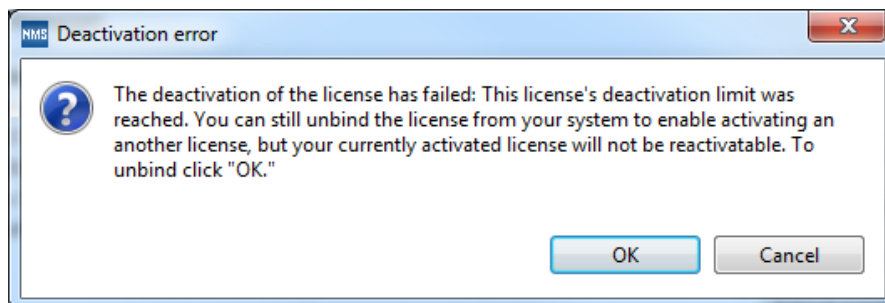 NMS Deactivation error
The deactivation of the license has failed: This license's deactivation limit was
reached. You can still unbind the license from your system to enable activating an
another license, but your currently activated license will not be reactivatable. To
unbind click "OK."
OK Cancel